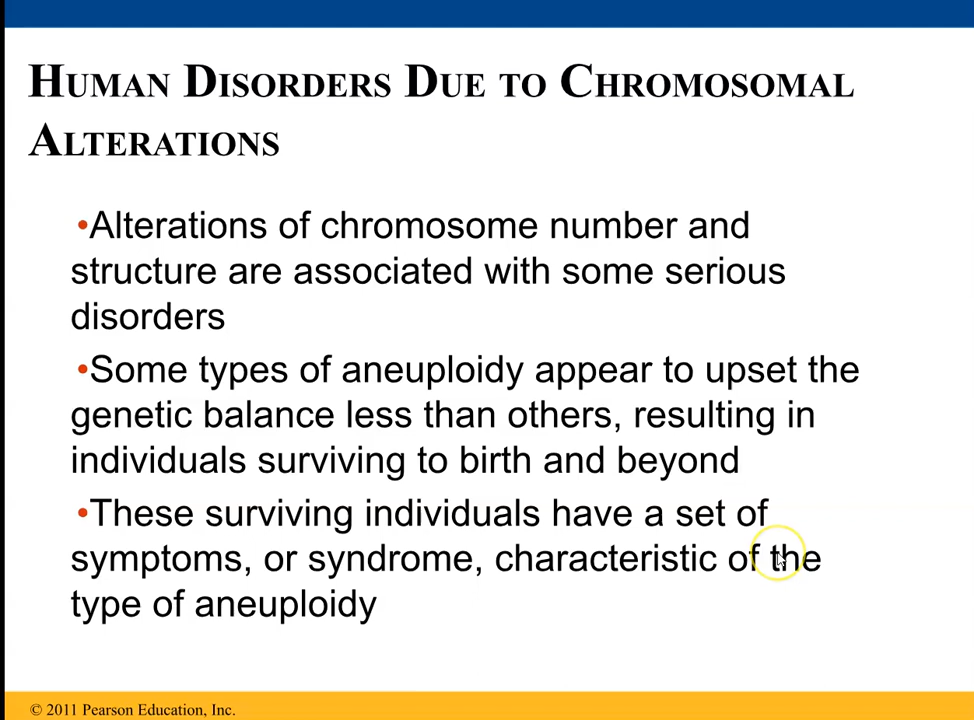 Human Disorders Due to Chromosomal
Alterations
•Alterations of chromosome number and
structure are associated with some serious
disorders
•Some types of aneuploidy appear to upset the
genetic balance less than others, resulting in
individuals surviving to birth and beyond
•These surviving individuals have a set of
symptoms, or syndrome, characteristic of the
type of aneuploidy
© 2011 Pearson Education, Inc.